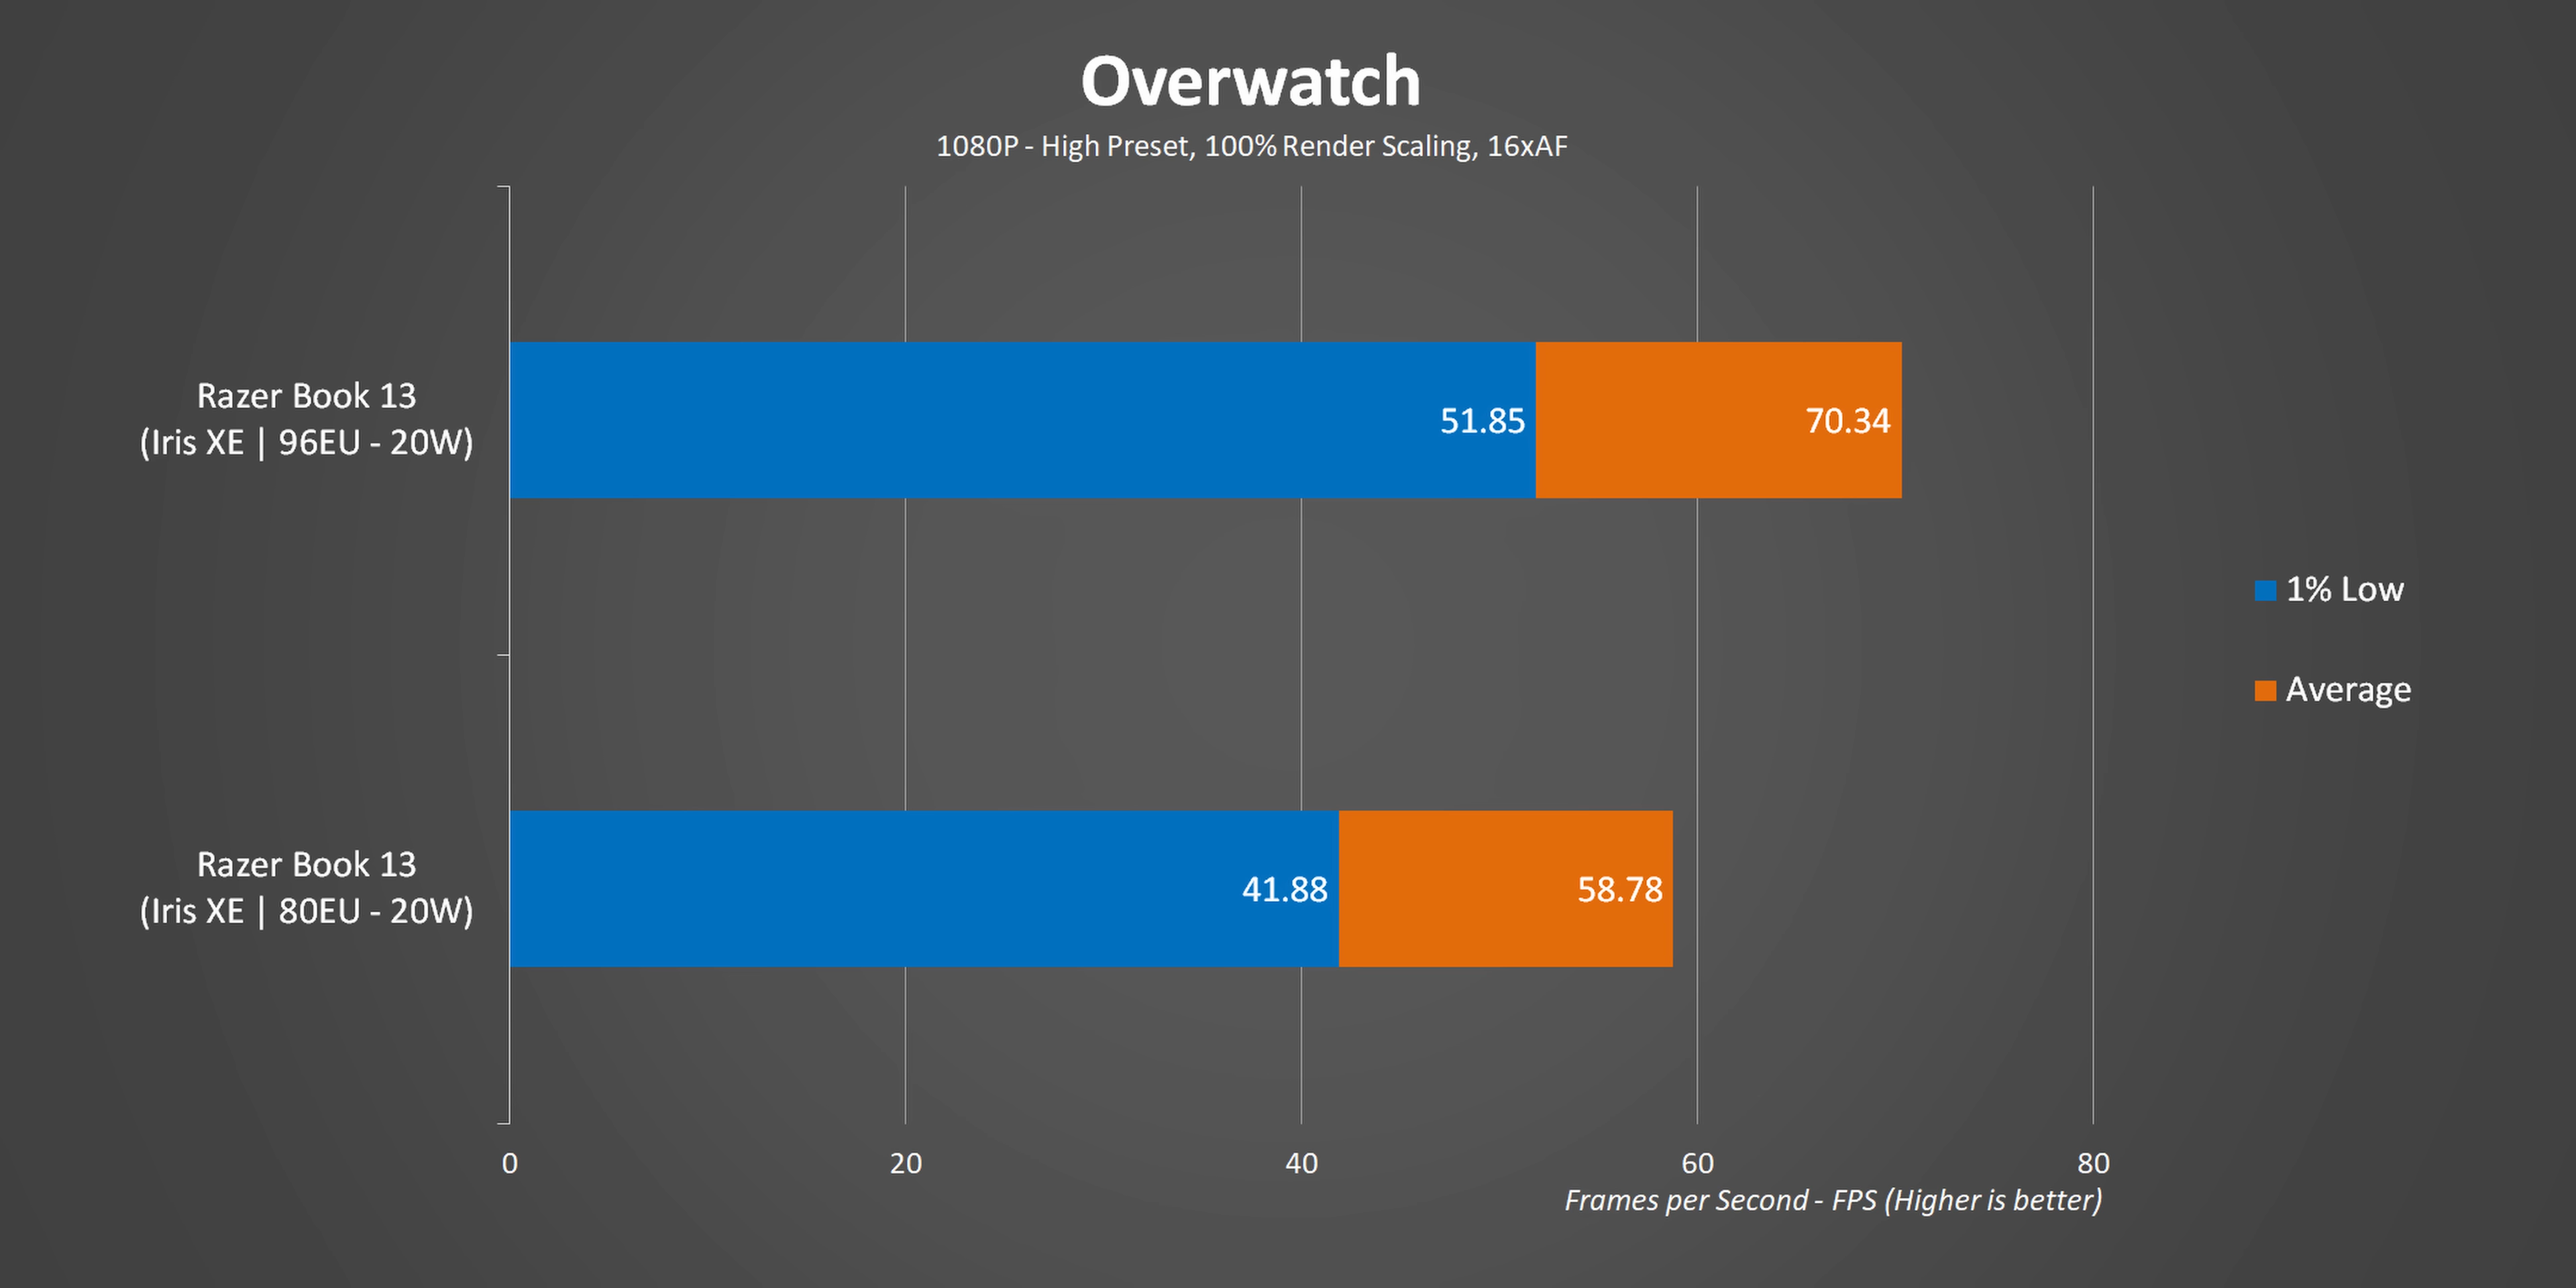 Overwatch
1080P - High Preset, 100% Render Scaling, 16xAF
Razer Book 13
(Iris XE | 96EU - 20W)
51.85
70.34
1% Low
Average
Razer Book 13
(Iris XE | 80EU - 20W)
41.88
58.78
0
20
40
60
80
Frames per Second - FPS (Higher is better)